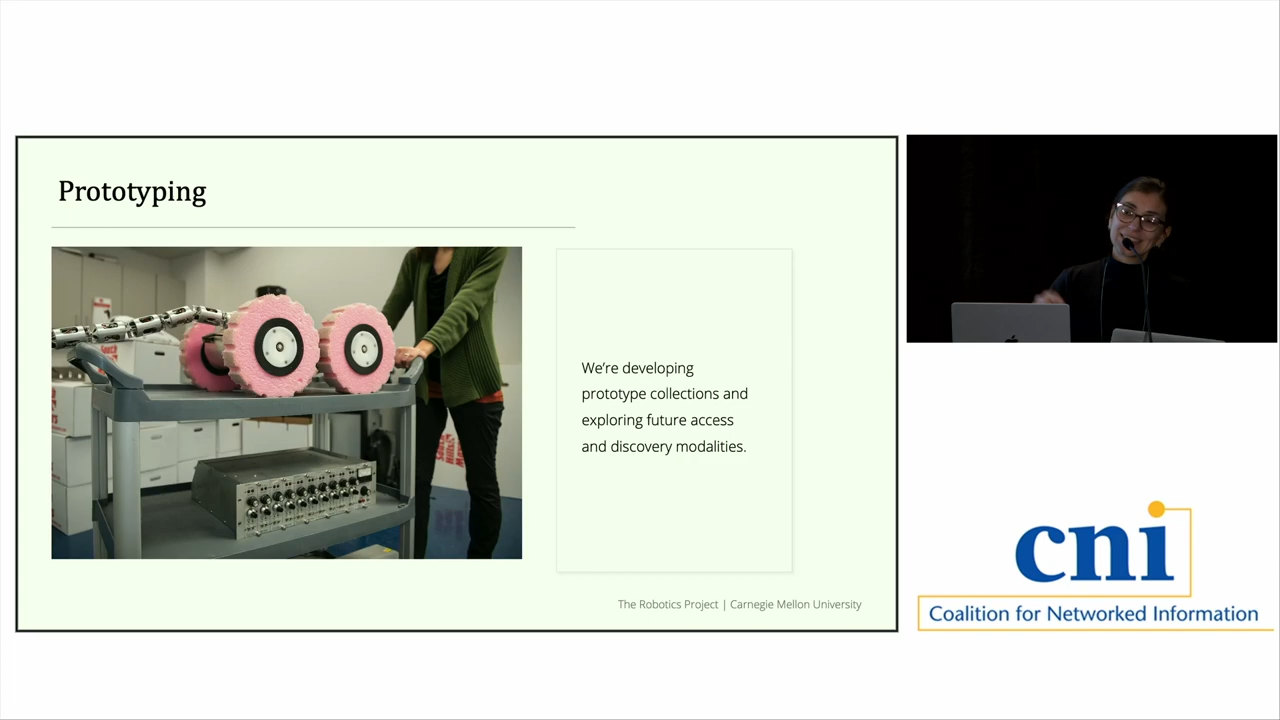 Prototyping
We're developing
prototype collections and
exploring future access
and discovery modalities.
The Robotics Project | Carnegie Mellon University
cni
Coalition for Networked Information